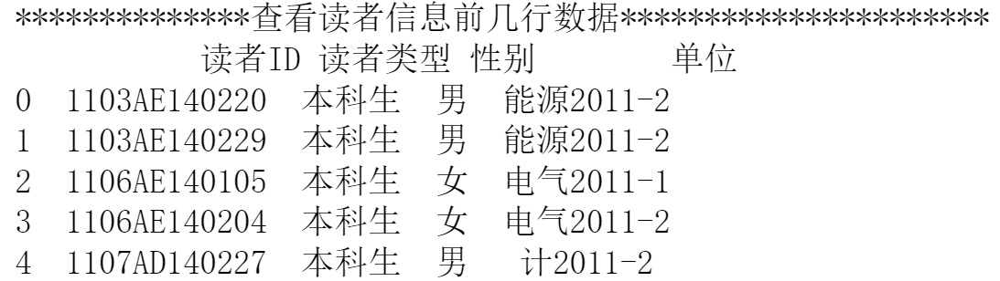 **************查看读者信息前几行数据**********************
读者ID 读者类型 性别 单位
0 1103AE140220 本科生 男 能源2011-2
1 1103AE140229 本科生 男 能源2011-2
2 1106AE140105 本科生 女 电气2011-1
3 1106AE140204 本科生 女 电气2011-2
4 1107AD140227 本科生 男 计2011-2